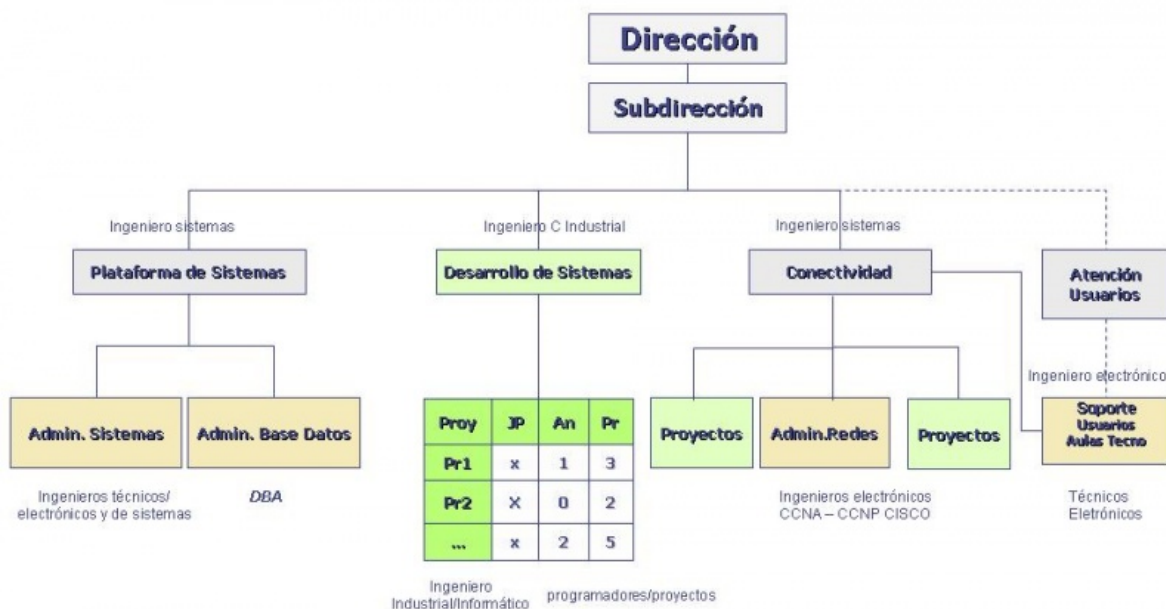 Dirección
Subdirección
Ingeniero sistemas
Ingeniero C Industrial
Ingeniero sistemas
Plataforma de Sistemas
Desarrollo de Sistemas
Conectividad
Atención
Usuarios
Ingeniero electrónico
Admin. Sistemas
Admin. Base Datos
Proy JP An Pr
Pr1 x 1 3
Pr2 X 0 2
... x 2 5
Proyectos
Admin.Redes
Proyectos
Soporte
Usuarios
Aulas Tecno
Ingenieros técnicos/
electrónicos y de sistemas
DBA
Ingenieros electrónicos
CCNA – CCNP CISCO
Técnicos
Eletrónicos
Ingeniero
Industrial/Informático
programadores/proyectos